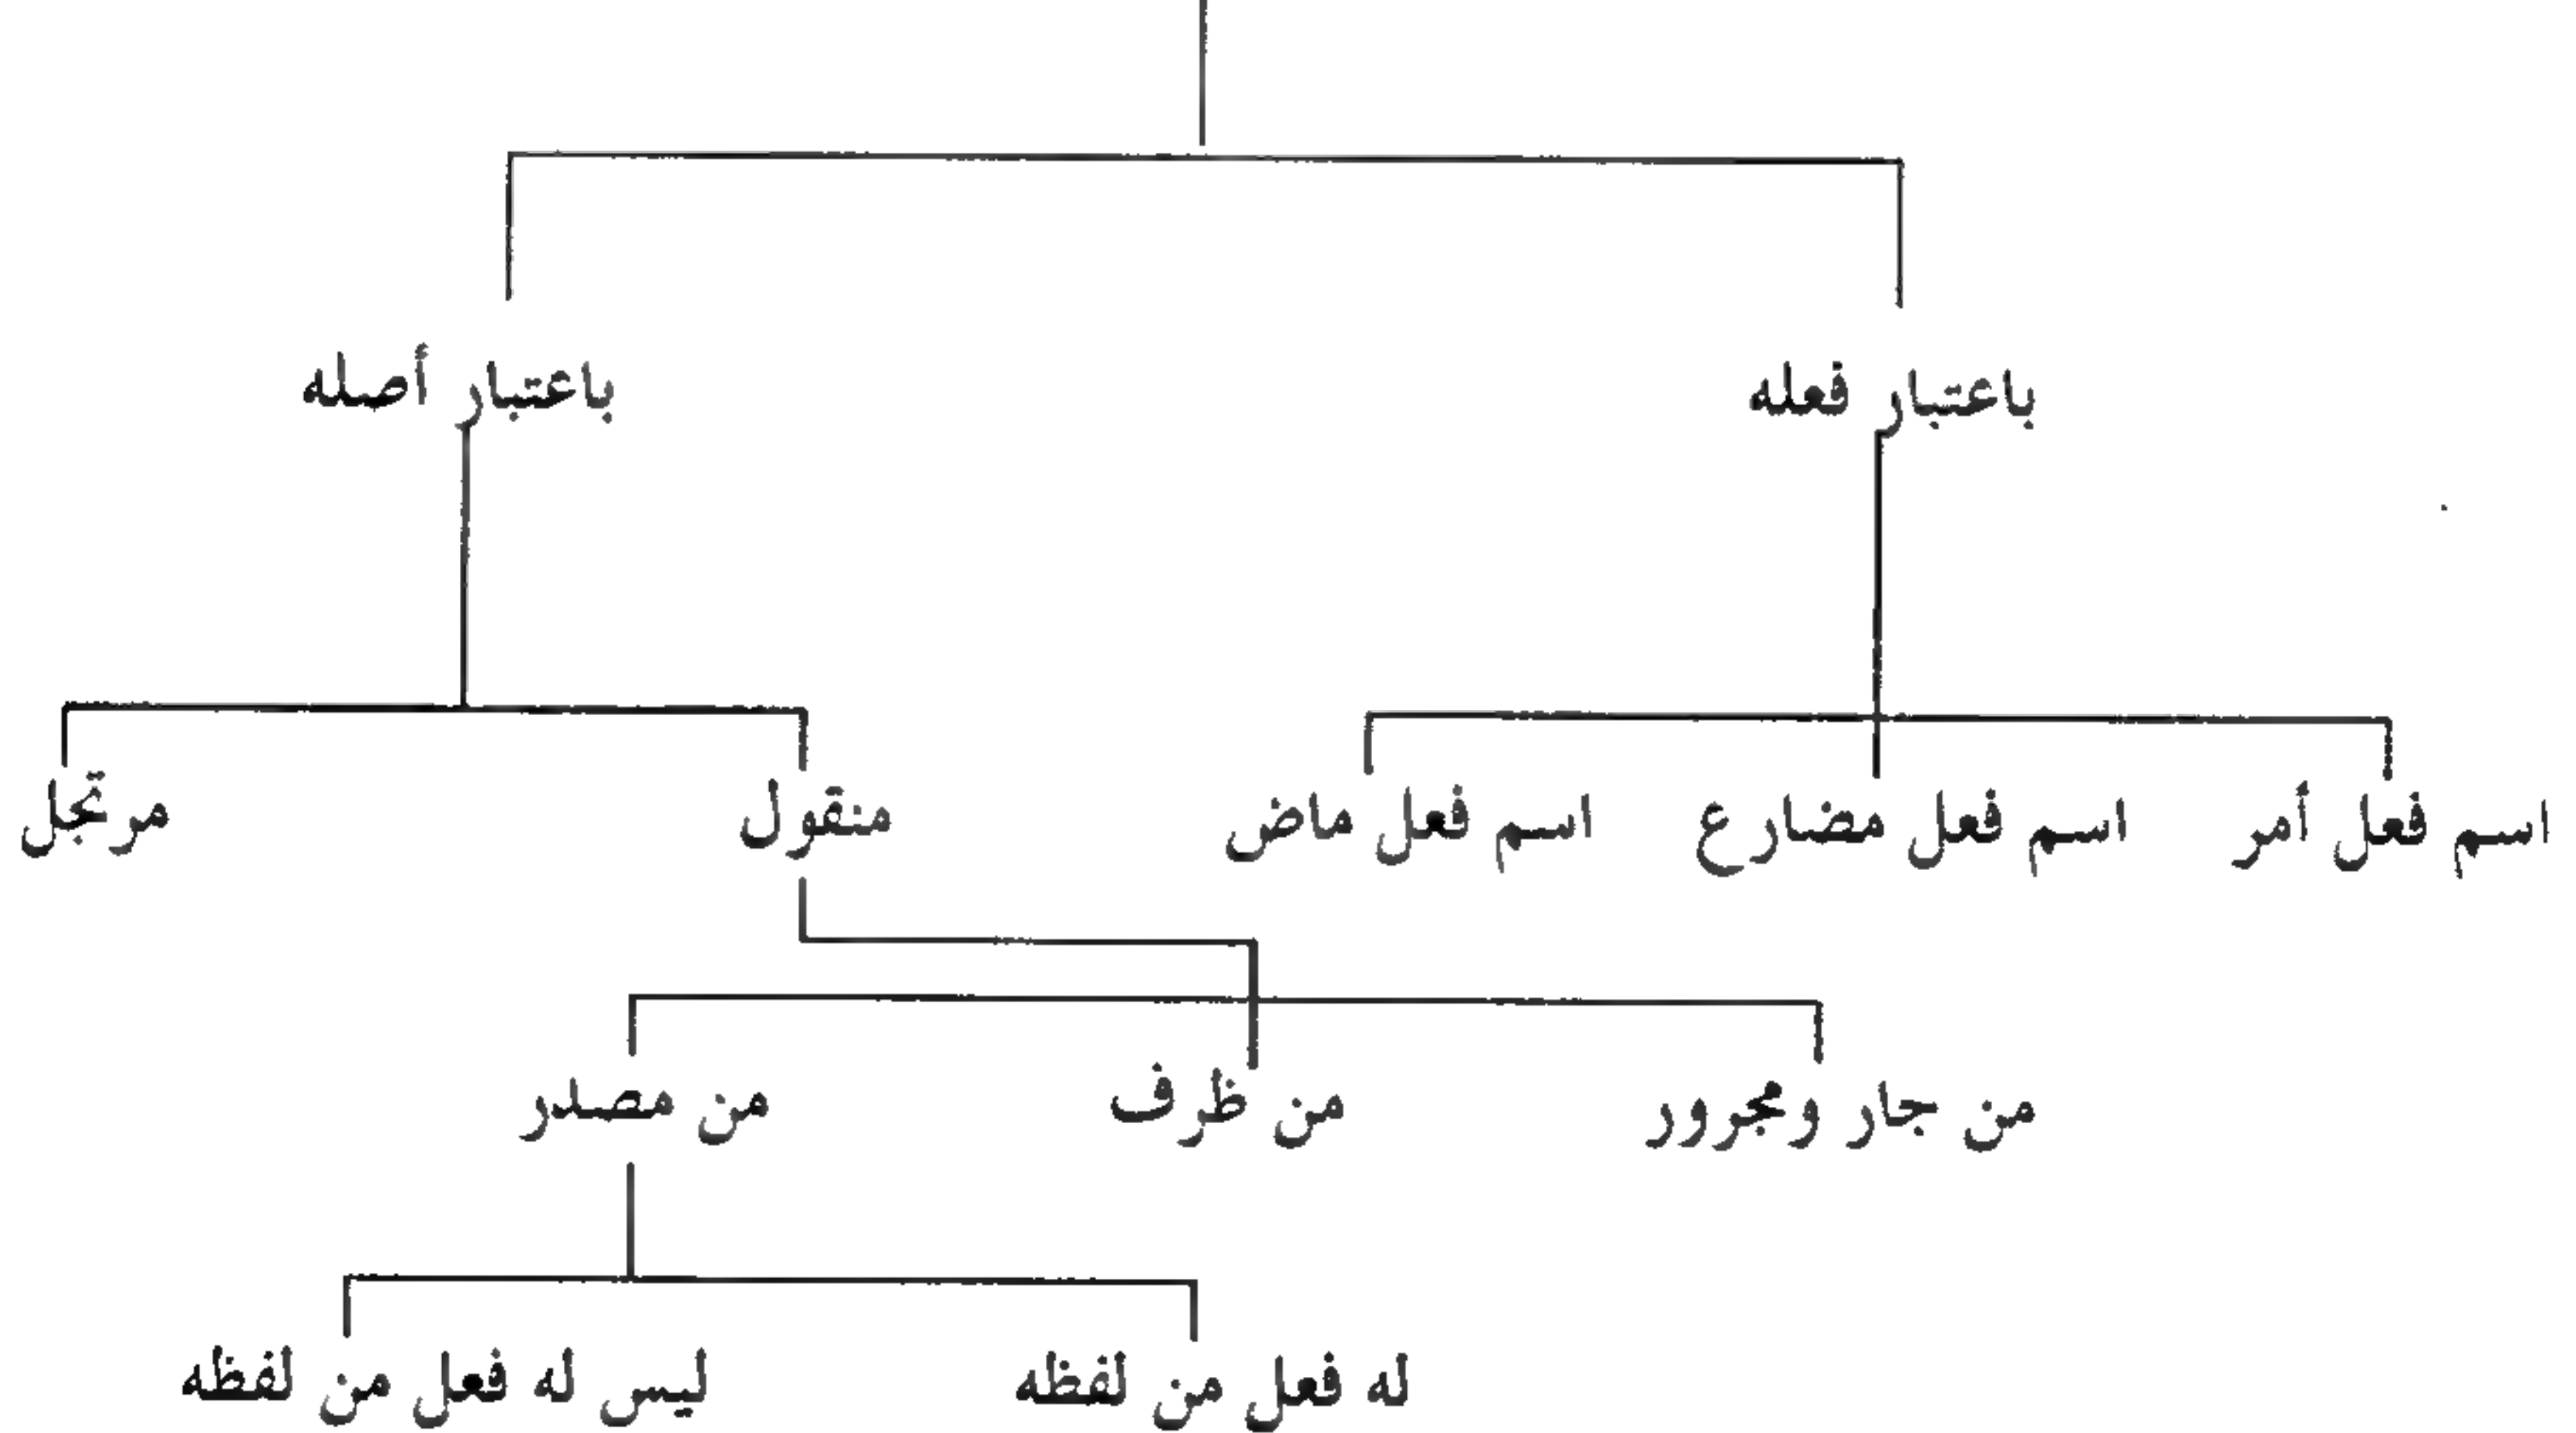 باعتبار فعله باعتبار أصله
اسم فعل أمر اسم فعل مضارع اسم فعل ماض منقول مرتجل
من جار ومجرور من ظرف من مصدر
له فعل من لفظه ليس له فعل من لفظه